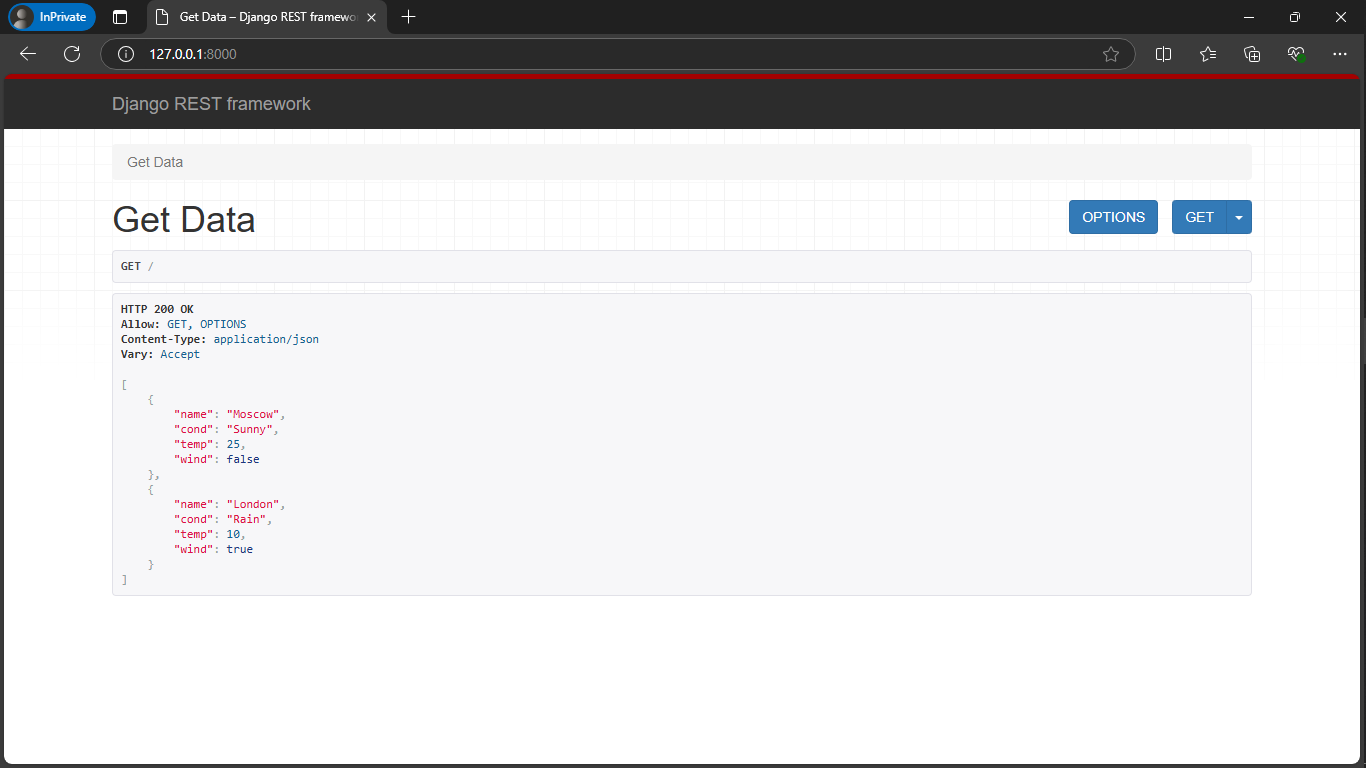 InPrivate
Get Data – Django REST framewo
127.0.0.1:8000
Django REST framework
Get Data
Get Data
OPTIONS
GET
GET /
HTTP 200 OK
Allow: GET, OPTIONS
Content-Type: application/json
Vary: Accept
[
    {
        "name": "Moscow",
        "cond": "Sunny",
        "temp": 25,
        "wind": false
    },
    {
        "name": "London",
        "cond": "Rain",
        "temp": 10,
        "wind": true
    }
]